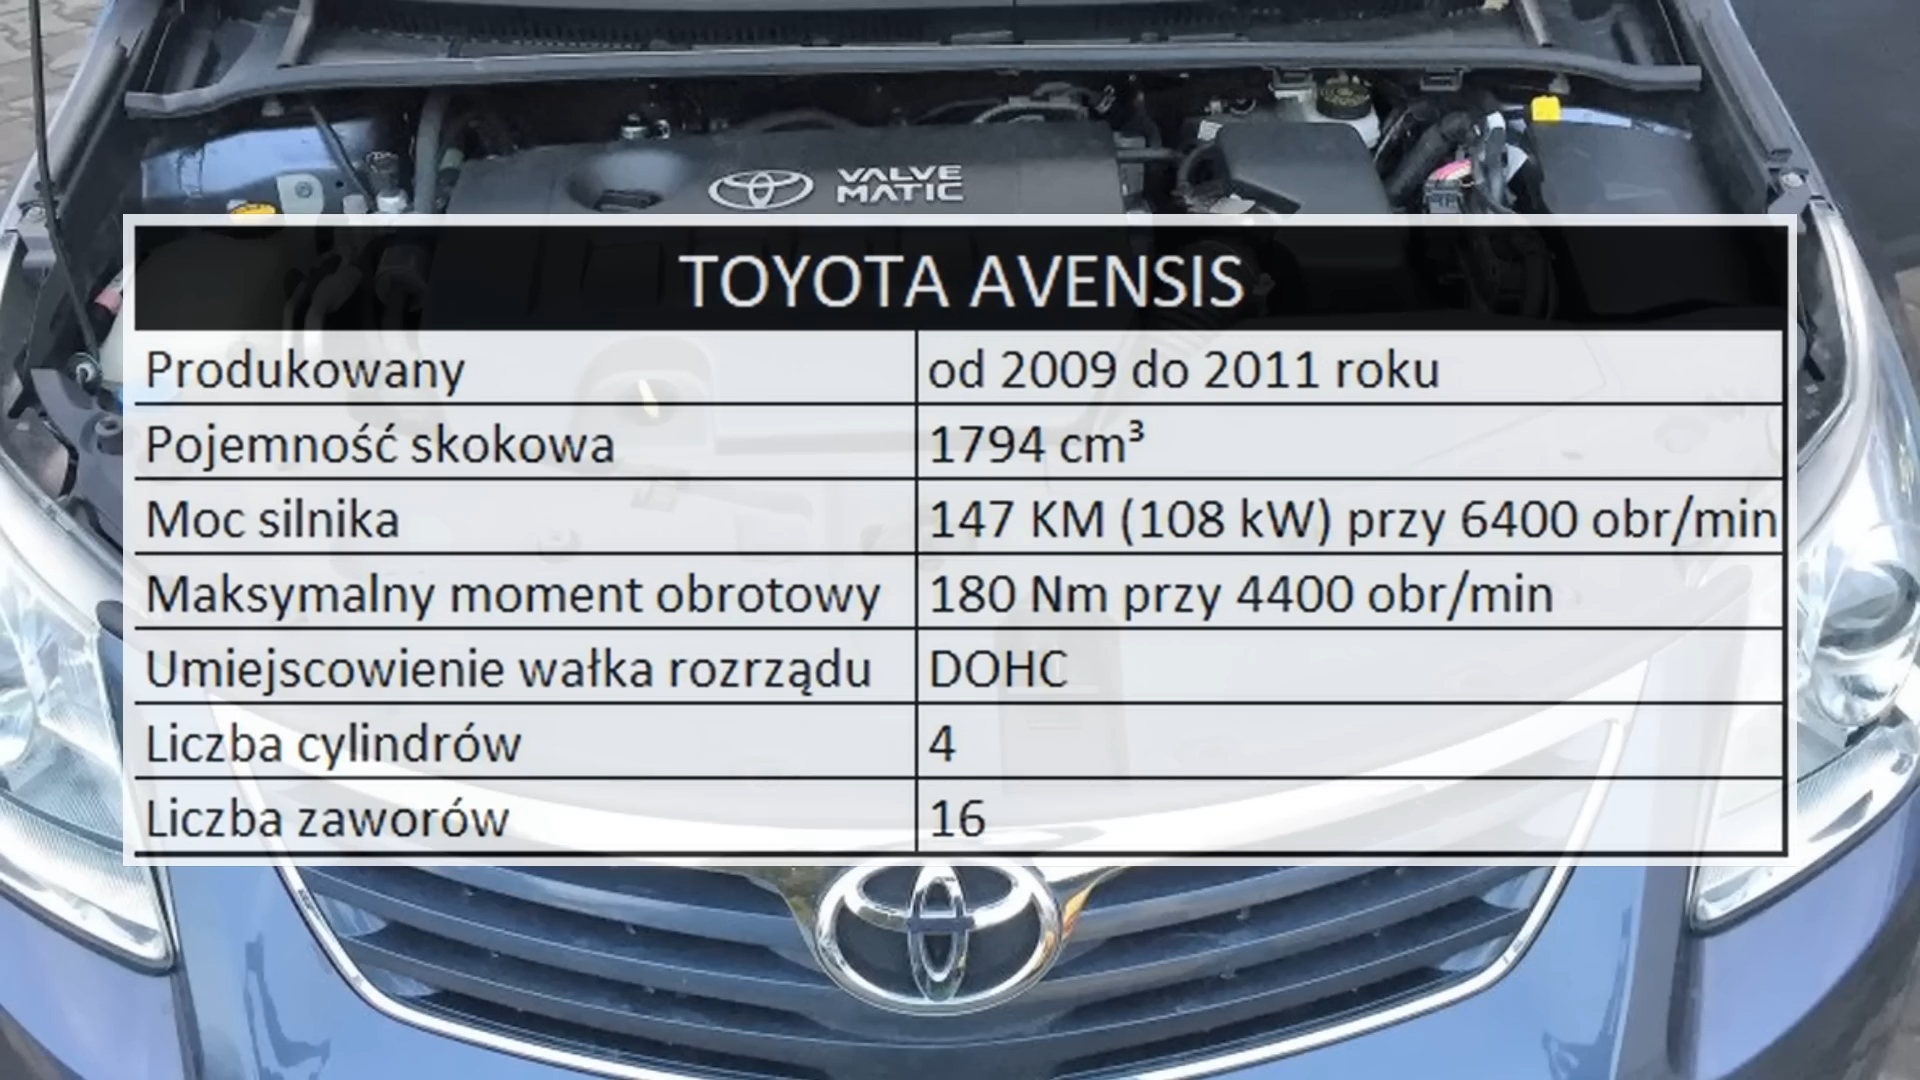 VALVE
MATIC
TOYOTA AVENSIS
Produkowany od 2009 do 2011 roku
Pojemność skokowa 1794 cm³
Moc silnika 147 KM (108 kW) przy 6400 obr/min
Maksymalny moment obrotowy 180 Nm przy 4400 obr/min
Umiejscowienie wałka rozrządu DOHC
Liczba cylindrów 4
Liczba zaworów 16